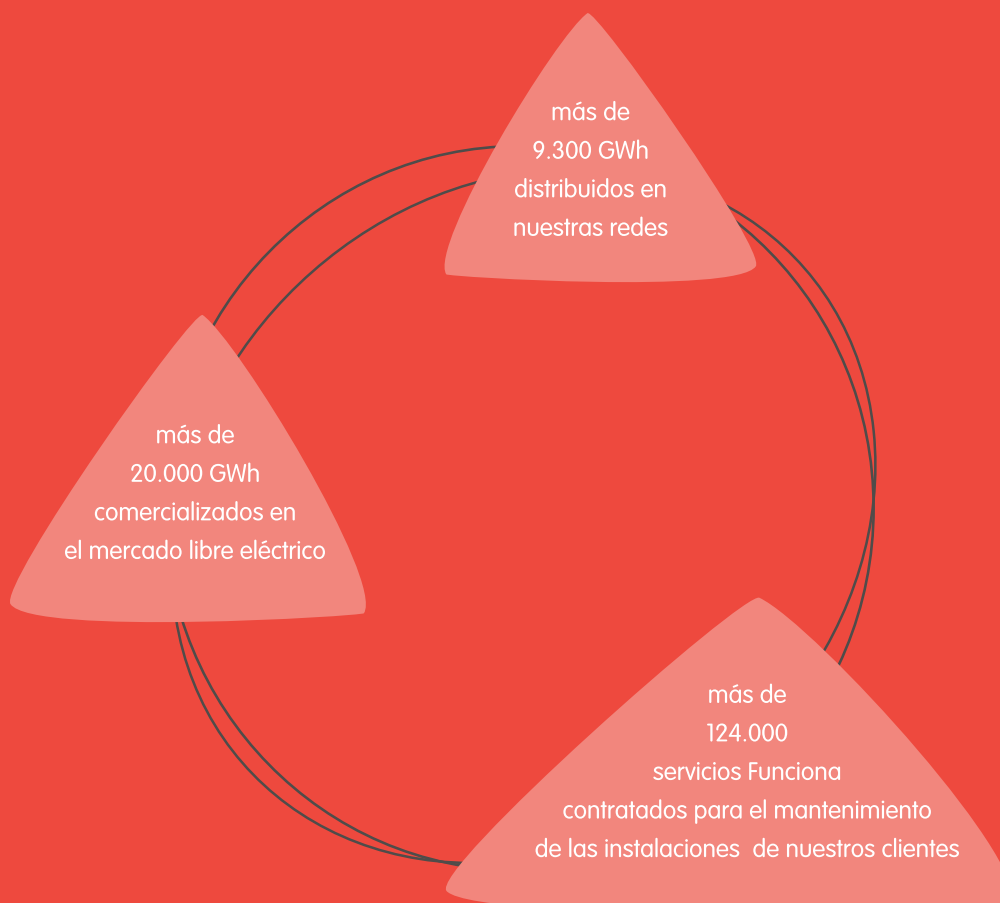 más de
9.300 GWh
distribuidos en
nuestras redes
más de
20.000 GWh
comercializados en
el mercado libre eléctrico
más de
124.000
servicios Funciona
contratados para el mantenimiento
de las instalaciones de nuestros clientes